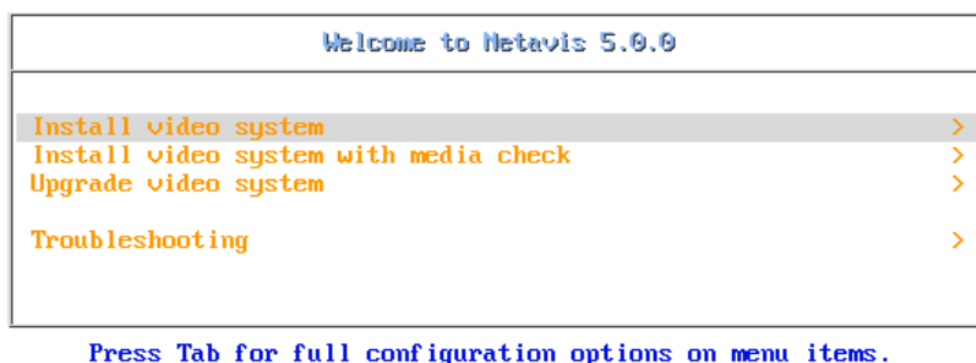 Welcome to Netavis 5.0.0
Install video system >
Install video system with media check >
Upgrade video system >
Troubleshooting >
Press Tab for full configuration options on menu items.